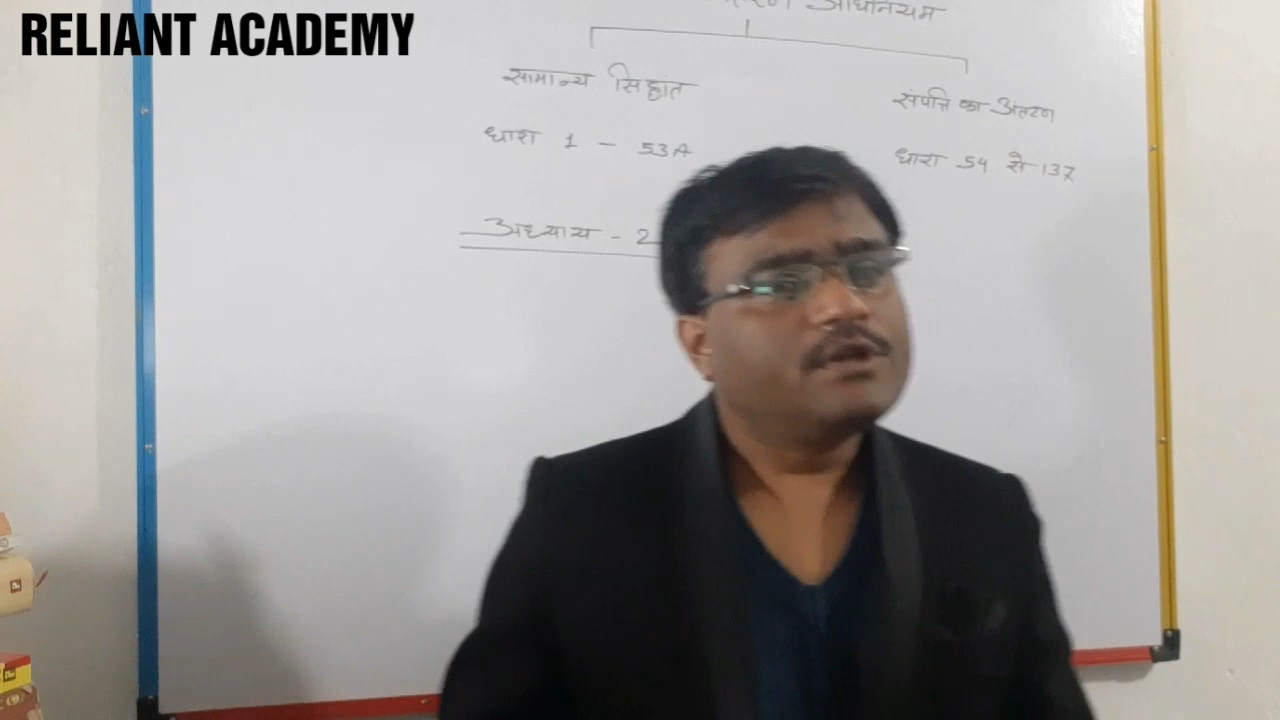 RELIANT ACADEMY
अधिनियम
सामान्य सिद्धांत
संपत्ति का अंतरण
धारा 1 - 53A
धारा 54 से 137
अध्याय - 2